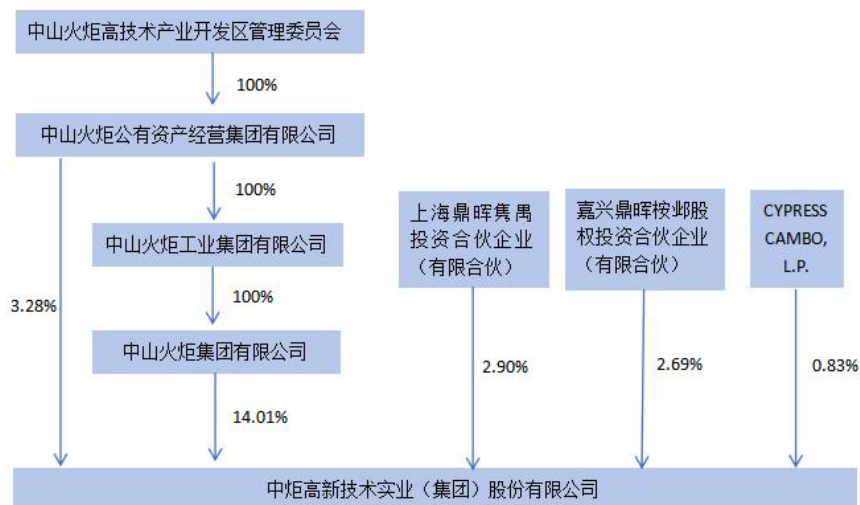 中山火炬高技术产业开发区管理委员会
100%
中山火炬公有资产经营集团有限公司
100%
中山火炬工业集团有限公司
100%
3.28%
中山火炬集团有限公司
14.01%
上海鼎晖隽禺
投资合伙企业
（有限合伙）
2.90%
嘉兴鼎晖桉邺股
权投资合伙企业
（有限合伙）
2.69%
CYPRESS
CAMBO,
L.P.
0.83%
中炬高新技术实业（集团）股份有限公司